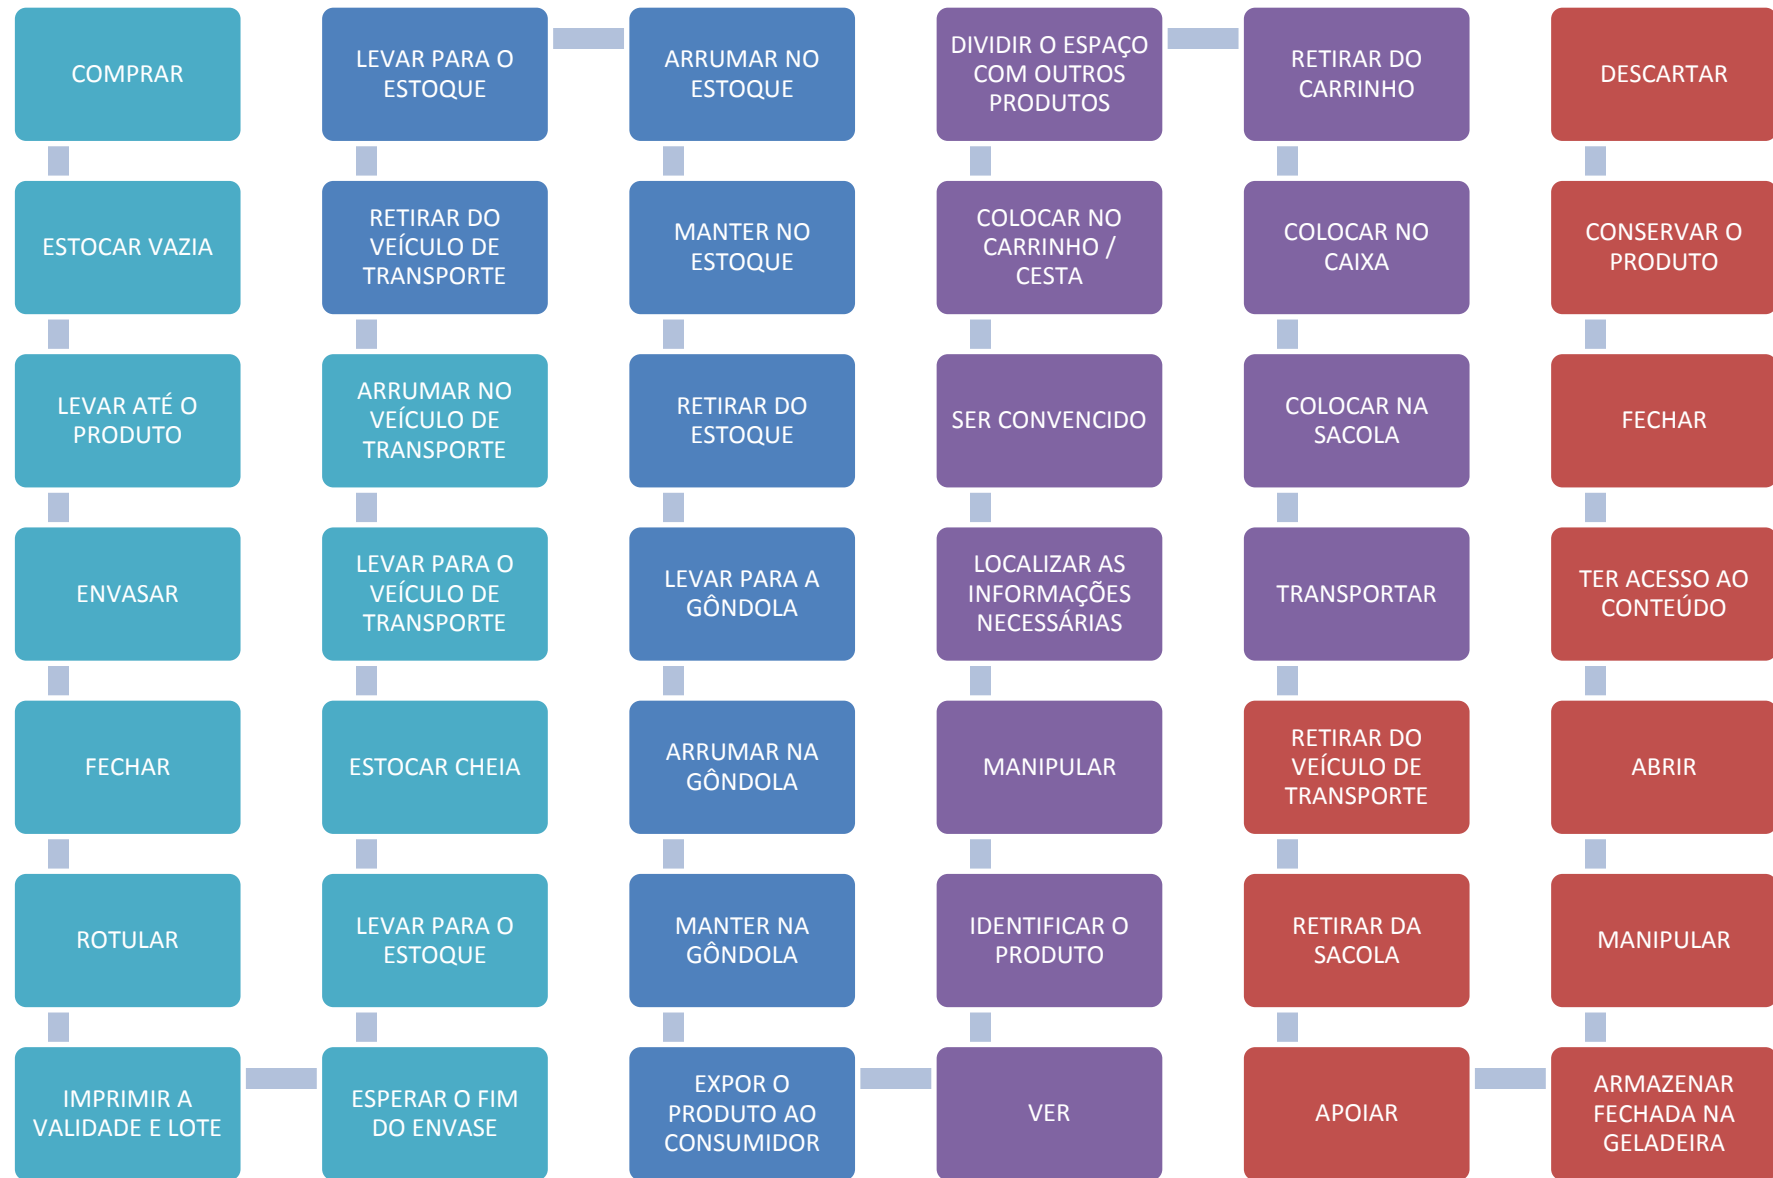 COMPRAR
ESTOCAR VAZIA
LEVAR ATÉ O
PRODUTO
ENVASAR
FECHAR
ROTULAR
IMPRIMIR A
VALIDADE E LOTE
ESPERAR O FIM
DO ENVASE
LEVAR PARA O
ESTOQUE
ESTOCAR CHEIA
LEVAR PARA O
VEÍCULO DE
TRANSPORTE
ARRUMAR NO
VEÍCULO DE
TRANSPORTE
RETIRAR DO
VEÍCULO DE
TRANSPORTE
LEVAR PARA O
ESTOQUE
ARRUMAR NO
ESTOQUE
MANTER NO
ESTOQUE
RETIRAR DO
ESTOQUE
LEVAR PARA A
GÔNDOLA
ARRUMAR NA
GÔNDOLA
MANTER NA
GÔNDOLA
EXPOR O
PRODUTO AO
CONSUMIDOR
VER
IDENTIFICAR O
PRODUTO
MANIPULAR
LOCALIZAR AS
INFORMAÇÕES
NECESSÁRIAS
SER CONVENCIDO
COLOCAR NO
CARRINHO /
CESTA
DIVIDIR O ESPAÇO
COM OUTROS
PRODUTOS
RETIRAR DO
CARRINHO
COLOCAR NO
CAIXA
COLOCAR NA
SACOLA
TRANSPORTAR
RETIRAR DO
VEÍCULO DE
TRANSPORTE
RETIRAR DA
SACOLA
APOIAR
ARMAZENAR
FECHADA NA
GELADEIRA
MANIPULAR
ABRIR
TER ACESSO AO
CONTEÚDO
FECHAR
CONSERVAR O
PRODUTO
DESCARTAR